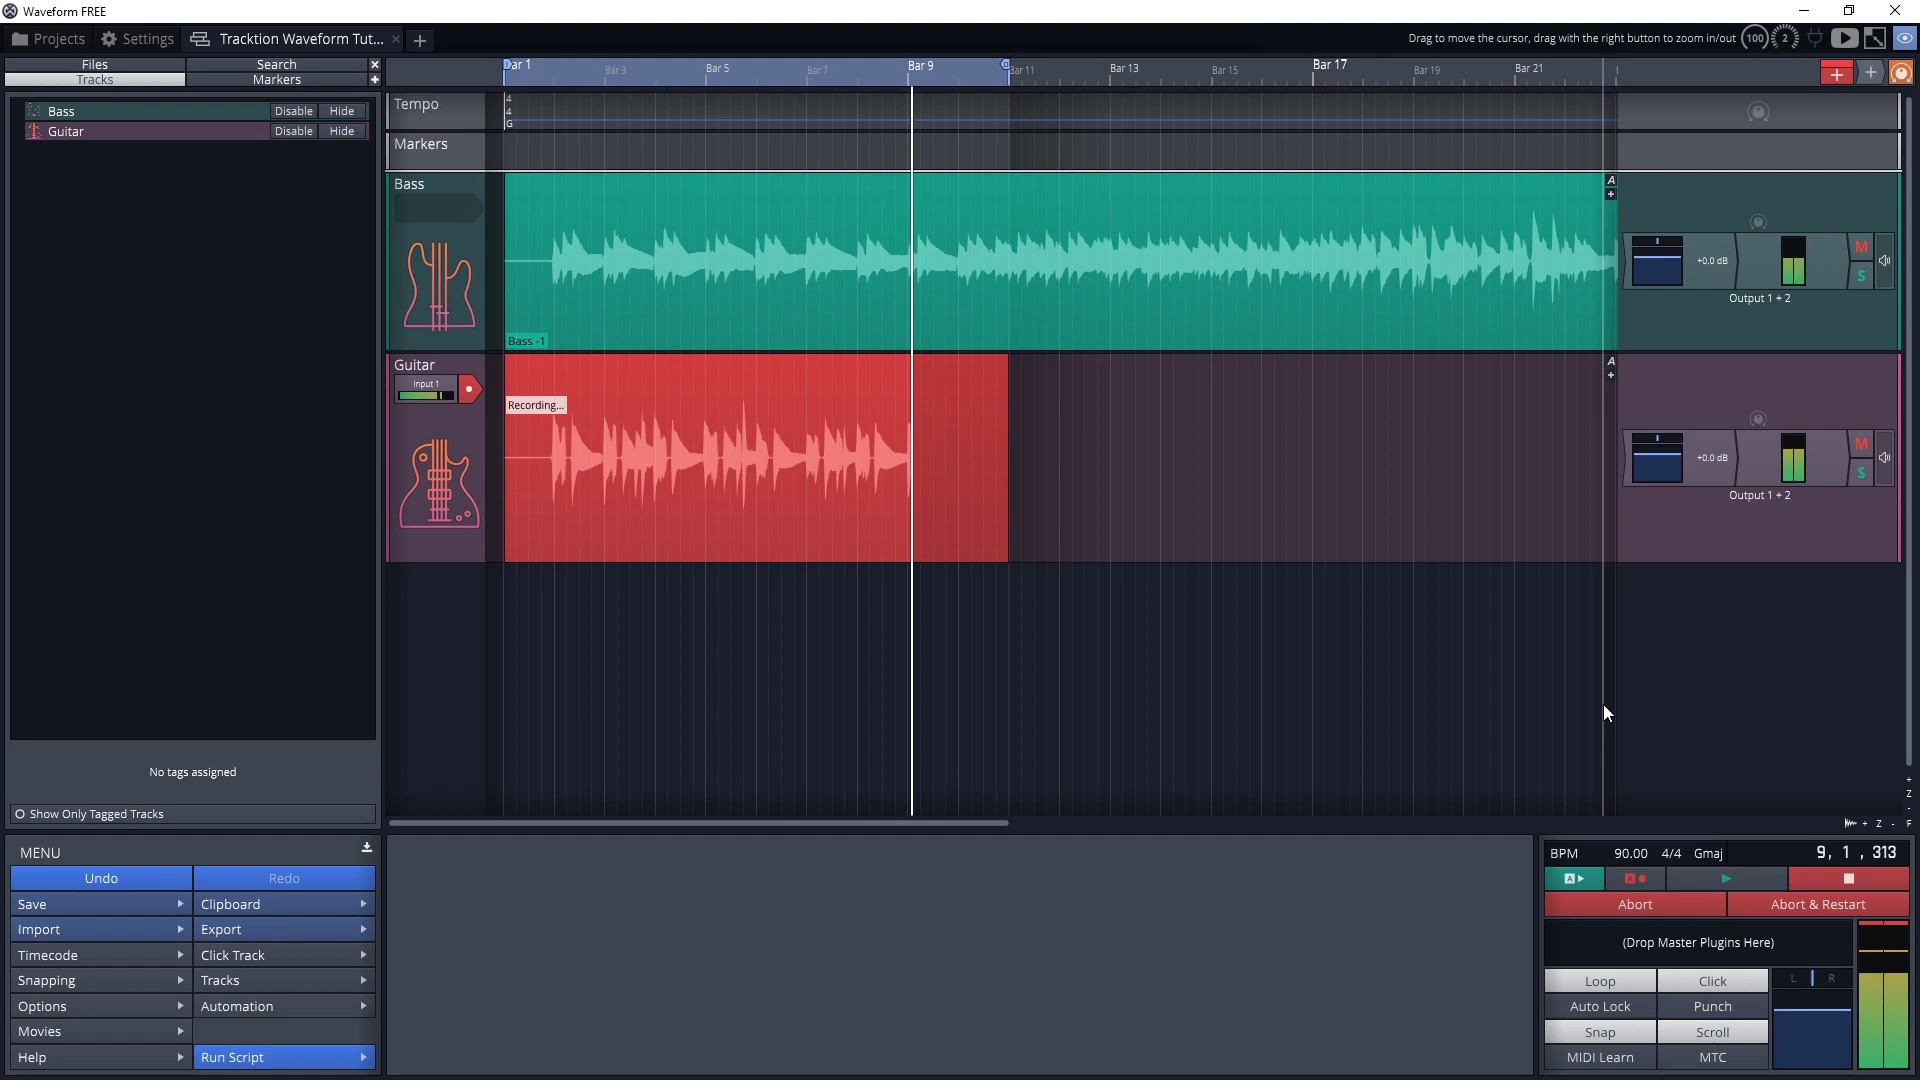 Waveform FREE
Projects
Settings
Tracktion Waveform Tut...
Drag to move the cursor, drag with the right button to zoom in/out
100
2
Files
Search
Tracks
Markers
Bass Disable Hide
Guitar Disable Hide
Bar 3 Bar 5 Bar 7 Bar 9 Bar 11 Bar 13 Bar 15 Bar 17 Bar 19 Bar 21
Tempo
4
4
G
Markers
Bass
A
Bass -1
+0.0 dB
M
S
Output 1 + 2
Guitar
Input 1
A
Recording...
+0.0 dB
M
S
Output 1 + 2
No tags assigned
Show Only Tagged Tracks
+
Z
-
+ Z - F
MENU
Undo Redo
Save Clipboard
Import Export
Timecode Click Track
Snapping Tracks
Options Automation
Movies
Help Run Script
BPM 90.00 4/4 Gmaj 9, 1 , 313
A A
Abort Abort & Restart
(Drop Master Plugins Here)
Loop Click L R
Auto Lock Punch
Snap Scroll
MIDI Learn MTC